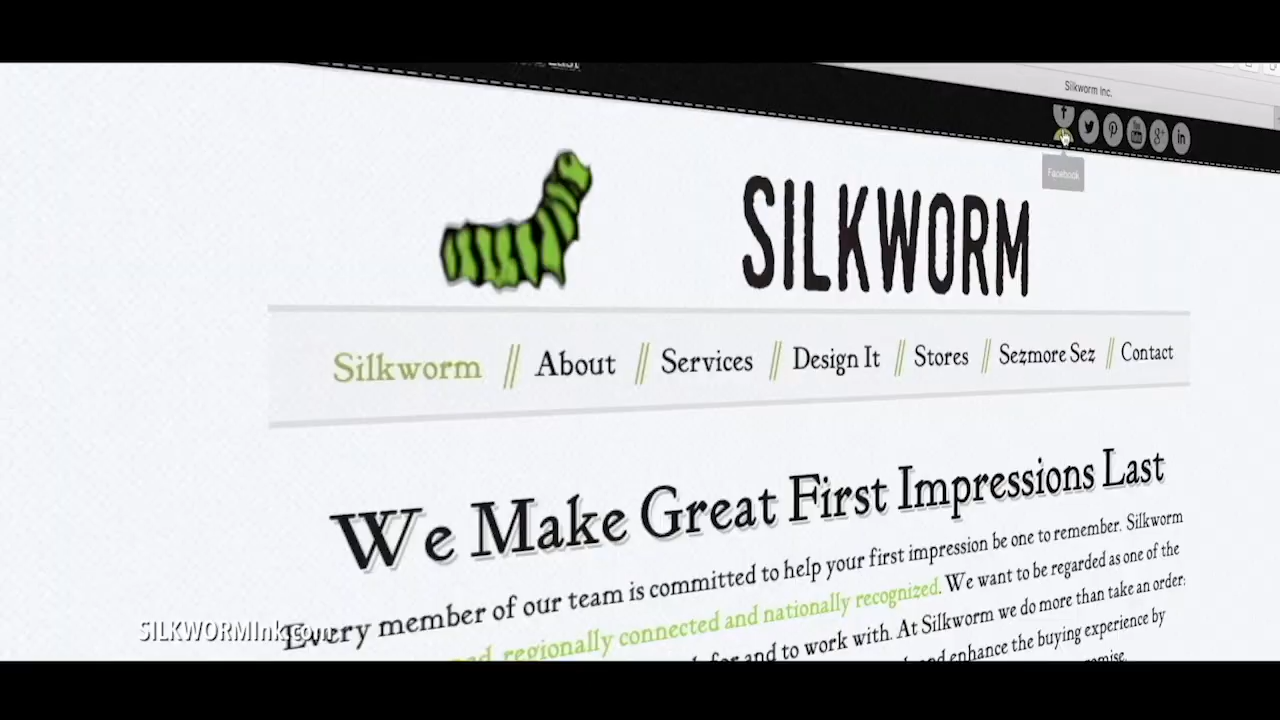 Silkworm Inc.
Facebook
SILKWORM
Silkworm // About // Services // Design It // Stores // Sezmore Sez // Contact
We Make Great First Impressions Last
Every member of our team is committed to help your first impression be one to remember. Silkworm
regionally connected and nationally recognized. We want to be regarded as one of the
for and to work with. At Silkworm we do more than take an order:
and enhance the buying experience by
SILKWORMInk.com